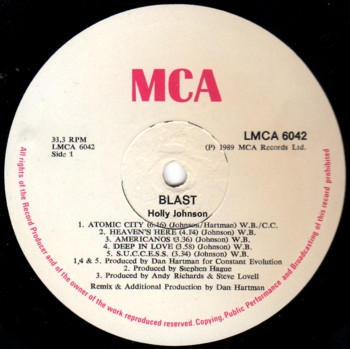 MCA
33,3 RPM
LMCA 6042
Side 1
LMCA 6042
(P) 1989 MCA Records Ltd.
BLAST
Holly Johnson
1. ATOMIC CITY (6.16) (Johnson/Hartman) W.B./C.C.
2. HEAVEN'S HERE (4.14) (Johnson) W.B.
3. AMERICANOS (3.36) (Johnson) W.B.
4. DEEP IN LOVE (3.58) (Johnson) W.B.
5. S.U.C.C.E.S.S. (3.34) (Johnson) W.B.
1,4 & 5. Produced by Dan Hartman for Constant Evolution
2. Produced by Stephen Hague
3. Produced by Andy Richards & Steve Lovell
Remix & Additional Production by Dan Hartman
All rights of the Record Producer and of the owner of the work reproduced reserved. Copying, Public Performance and Broadcasting of this record prohibited.